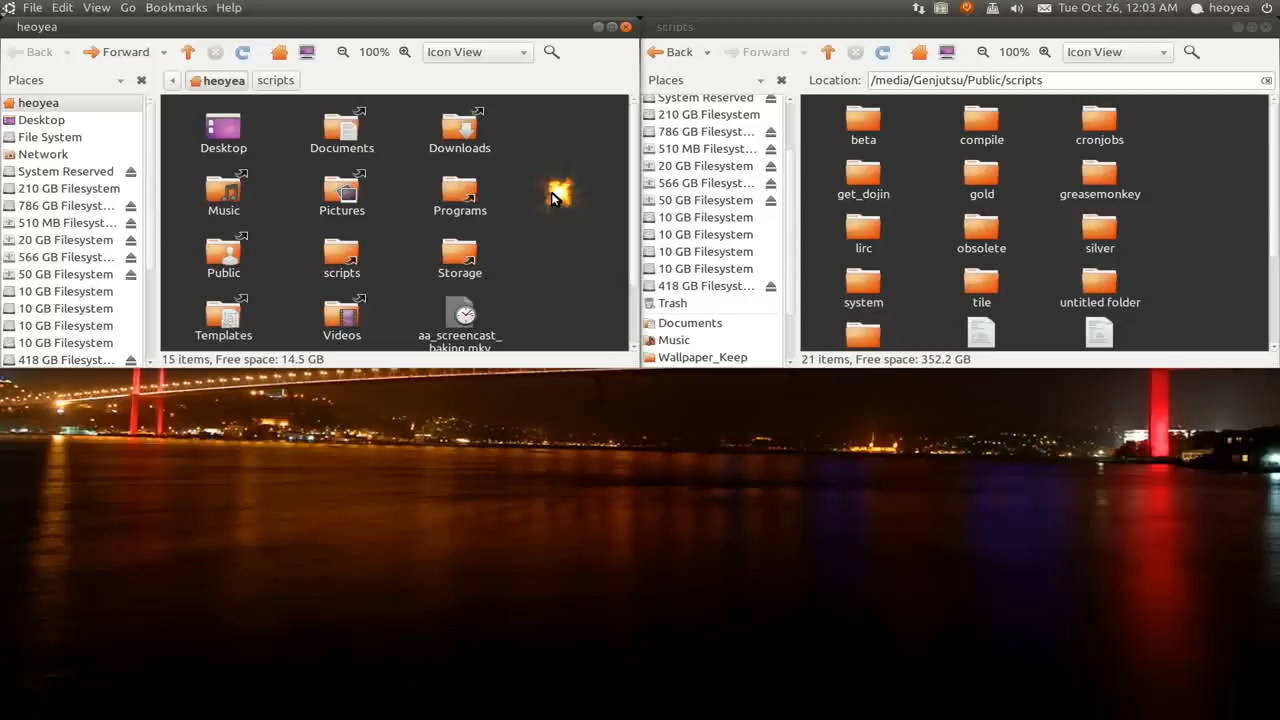 File Edit View Go Bookmarks Help
Tue Oct 26, 12:03 AM heoyea
heoyea
Back Forward 100% Icon View
Places heoyea scripts
heoyea
Desktop
File System
Network
System Reserved
210 GB Filesystem
786 GB Filesyst...
510 MB Filesyst...
20 GB Filesystem
566 GB Filesyst...
50 GB Filesystem
10 GB Filesystem
10 GB Filesystem
10 GB Filesystem
10 GB Filesystem
418 GB Filesyst...
Desktop Documents Downloads
Music Pictures Programs
Public scripts Storage
Templates Videos aa_screencast_
baking.mkv
15 items, Free space: 14.5 GB
scripts
Back Forward 100% Icon View
Places Location: /media/Genjutsu/Public/scripts
System Reserved
210 GB Filesystem
786 GB Filesyst...
510 MB Filesyst...
20 GB Filesystem
566 GB Filesyst...
50 GB Filesystem
10 GB Filesystem
10 GB Filesystem
10 GB Filesystem
10 GB Filesystem
418 GB Filesyst...
Trash
Documents
Music
Wallpaper_Keep
beta compile cronjobs
get_dojin gold greasemonkey
lirc obsolete silver
system tile untitled folder
21 items, Free space: 352.2 GB